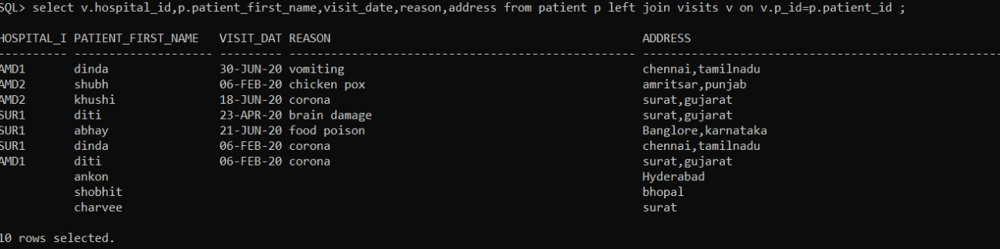 SQL> select v.hospital_id,p.patient_first_name,visit_date,reason,address from patient p left join visits v on v.p_id=p.patient_id ;
HOSPITAL_I PATIENT_FIRST_NAME VISIT_DAT REASON ADDRESS
---------- -------------------- --------- -------------------------------------------------- --------------------------------------------------
AMD1 dinda 30-JUN-20 vomiting chennai,tamilnadu
AMD2 shubh 06-FEB-20 chicken pox amritsar,punjab
AMD2 khushi 18-JUN-20 corona surat,gujarat
SUR1 diti 23-APR-20 brain damage surat,gujarat
SUR1 abhay 21-JUN-20 food poison Banglore,karnataka
SUR1 dinda 06-FEB-20 corona chennai,tamilnadu
AMD1 diti 06-FEB-20 corona surat,gujarat
ankon Hyderabad
shobhit bhopal
charvee surat
10 rows selected.